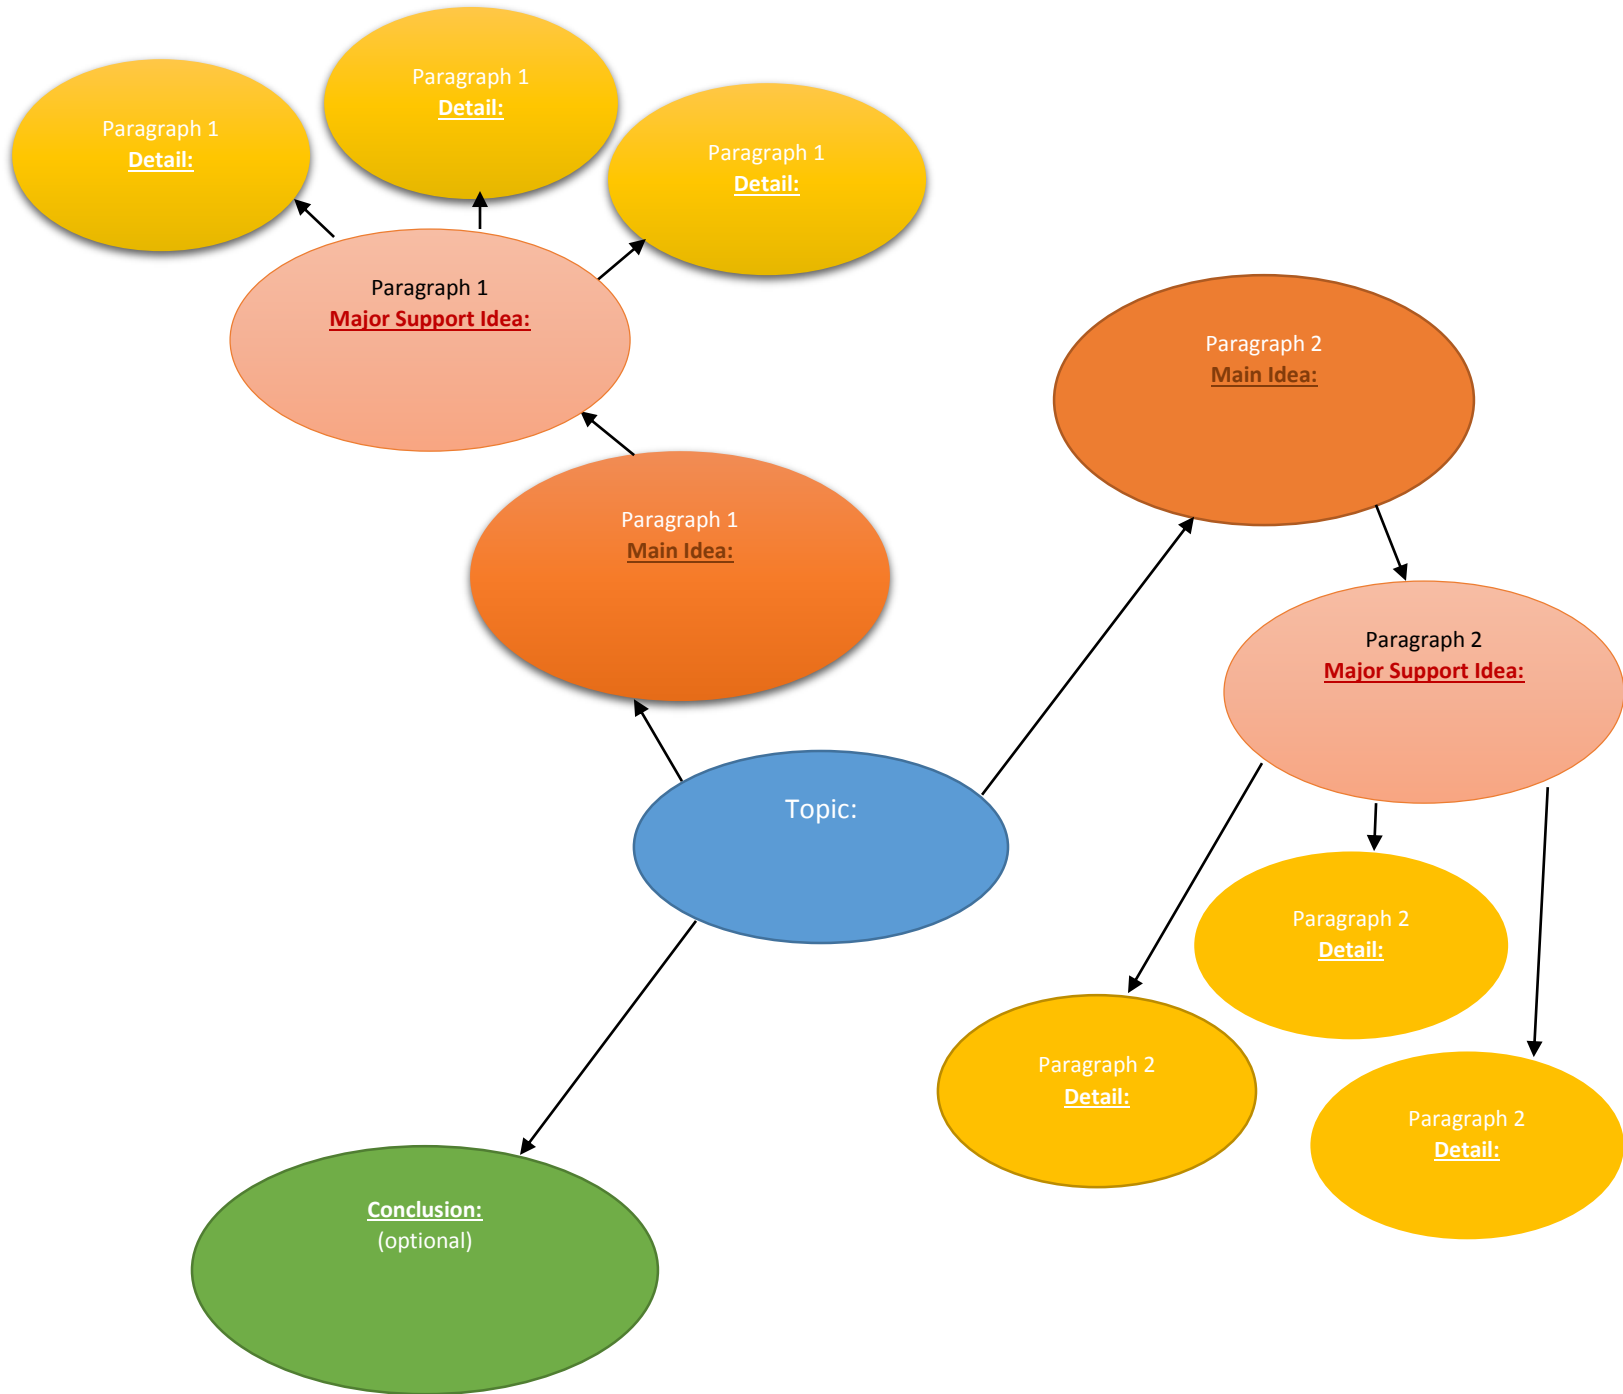 Paragraph 1
Detail:
Paragraph 1
Detail:
Paragraph 1
Detail:
Paragraph 1
Major Support Idea:
Paragraph 1
Main Idea:
Paragraph 2
Main Idea:
Paragraph 2
Major Support Idea:
Topic:
Paragraph 2
Detail:
Paragraph 2
Detail:
Paragraph 2
Detail:
Conclusion:
(optional)